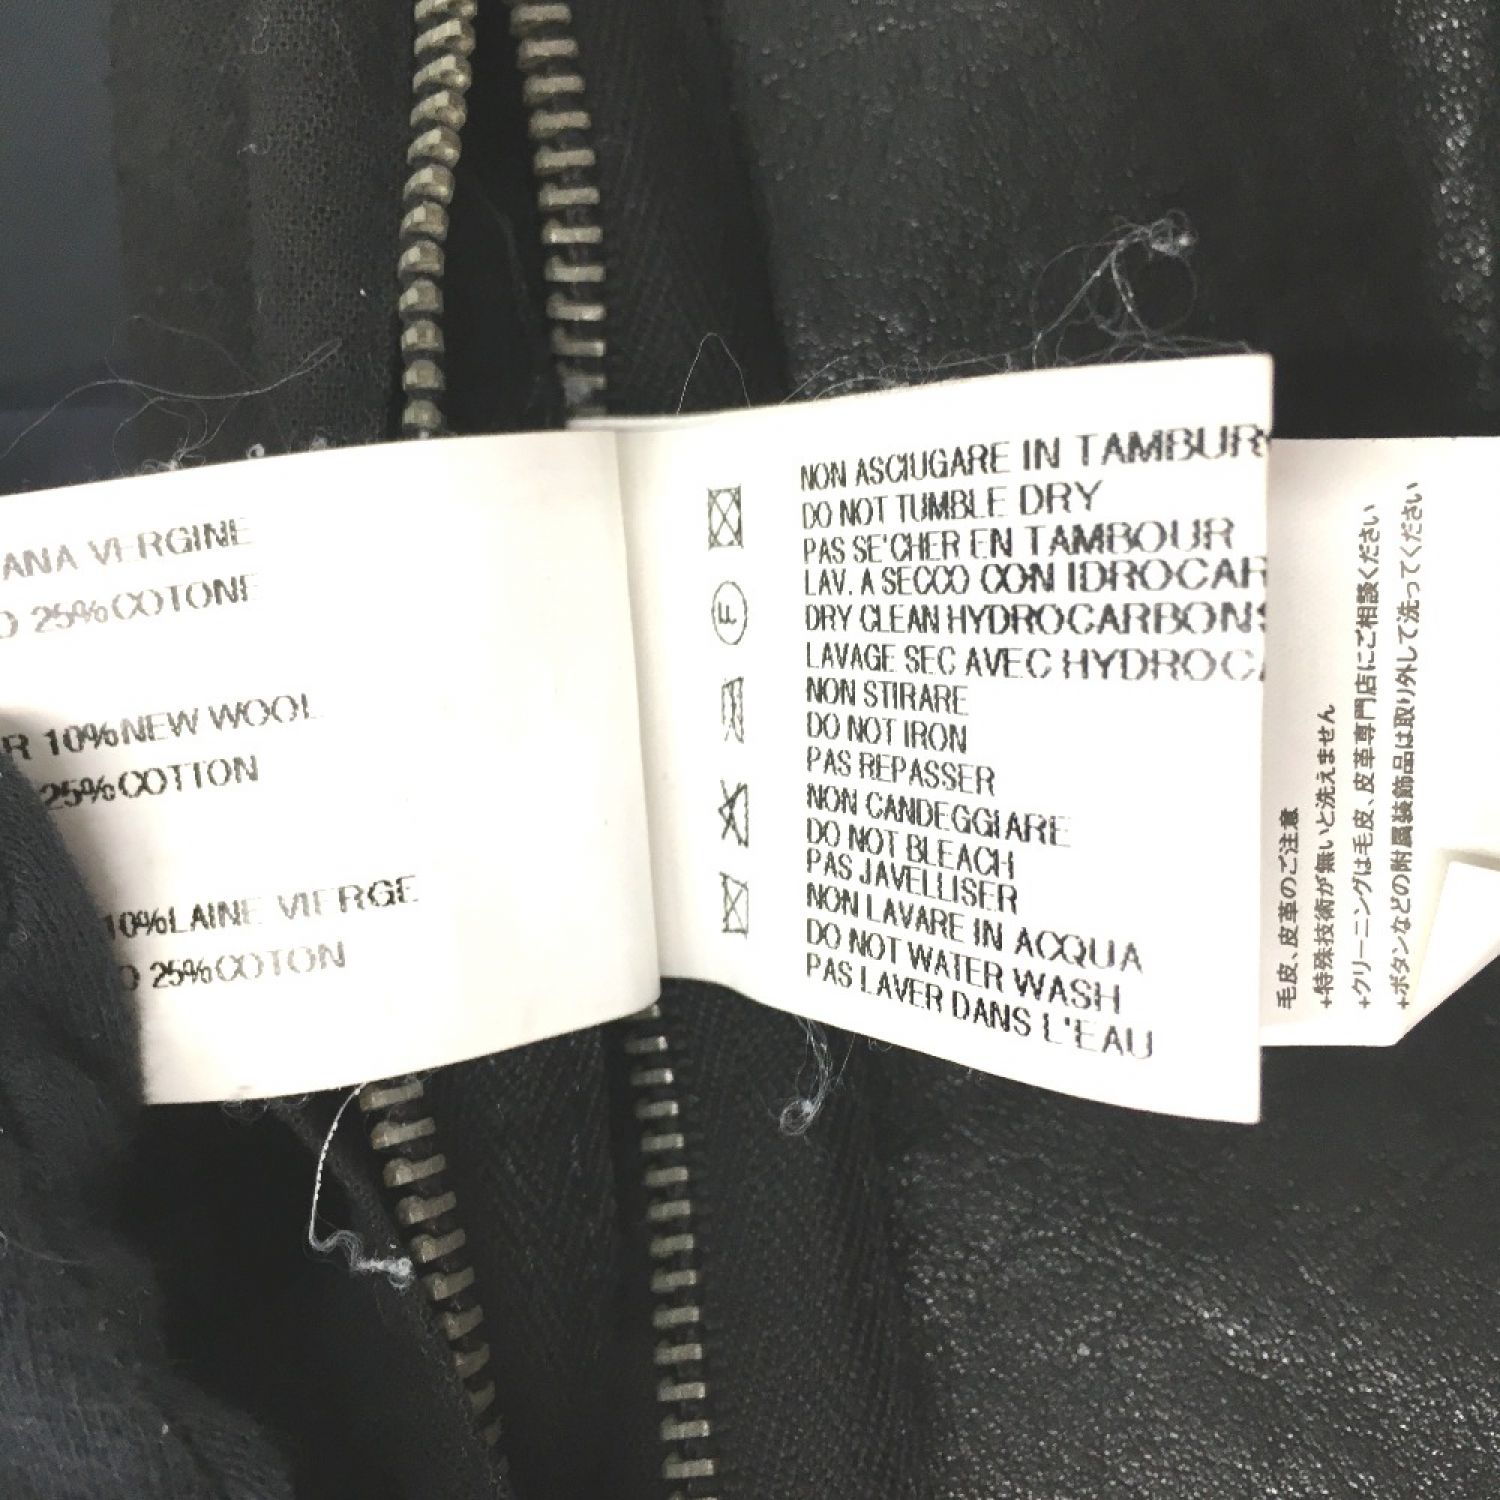 VERGINE
25%COTONE
10%NEW WOOL
25%COTTON
10%LAINE VIERGE
25%COTON
NON ASCIUGARE IN
DO NOT TUMBLE DRY
PAS SE'CHER EN TAMBOUR
LAV. A SECCO CON
DRY CLEAN HYDROCARBONS
LAVAGE SEC AVEC
F
NON STIRARE
DO NOT IRON
PAS REPASSER
NON CANDEGGIARE
DO NOT BLEACH
PAS JAVELLISER
NON LAVARE IN ACQUA
DO NOT WATER WASH
PAS LAVER DANS L'EAU
毛皮、皮革のご注意
+特殊技術が無いと洗えません
+クリーニングは毛皮、皮革専門店にご相談ください
+ボタンなどの附属装飾品は取り外して洗ってください